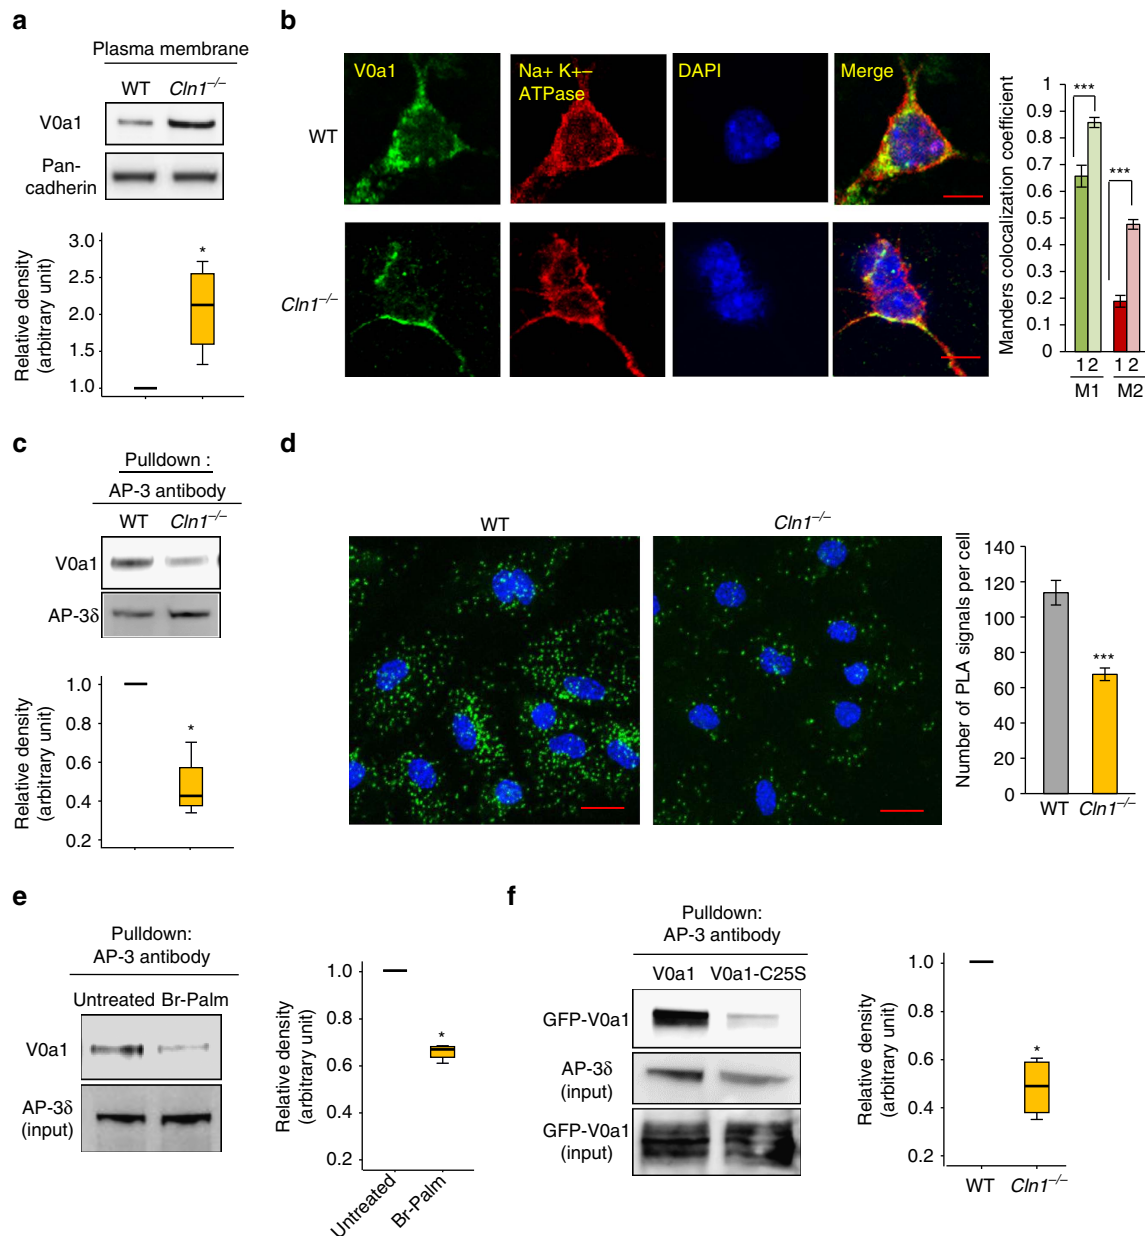 a
Plasma membrane
WT Cln1–/–
V0a1
Pan-
cadherin
Relative density
(arbitrary unit)
3.0
2.5
2.0
1.5
1.0
*
b
V0a1
Na+ K+–
ATPase
DAPI
Merge
WT
Cln1–/–
Manders colocalization coefficient
1
0.9
0.8
0.7
0.6
0.5
0.4
0.3
0.2
0.1
0
***
***
1 2 1 2
M1 M2
c
Pulldown :
AP-3 antibody
WT Cln1–/–
V0a1
AP-3δ
Relative density
(arbitrary unit)
1.0
0.8
0.6
0.4
0.2
*
d
WT
Cln1–/–
Number of PLA signals per cell
140
120
100
80
60
40
20
0
***
WT Cln1–/–
e
Pulldown:
AP-3 antibody
Untreated Br-Palm
V0a1
AP-3δ
(input)
Relative density
(arbitrary unit)
1.0
0.8
0.6
0.4
0.2
*
Untreated
Br-Palm
f
Pulldown:
AP-3 antibody
V0a1 V0a1-C25S
GFP-V0a1
AP-3δ
(input)
GFP-V0a1
(input)
Relative density
(arbitrary unit)
1.0
0.8
0.6
0.4
0.2
*
WT Cln1–/–